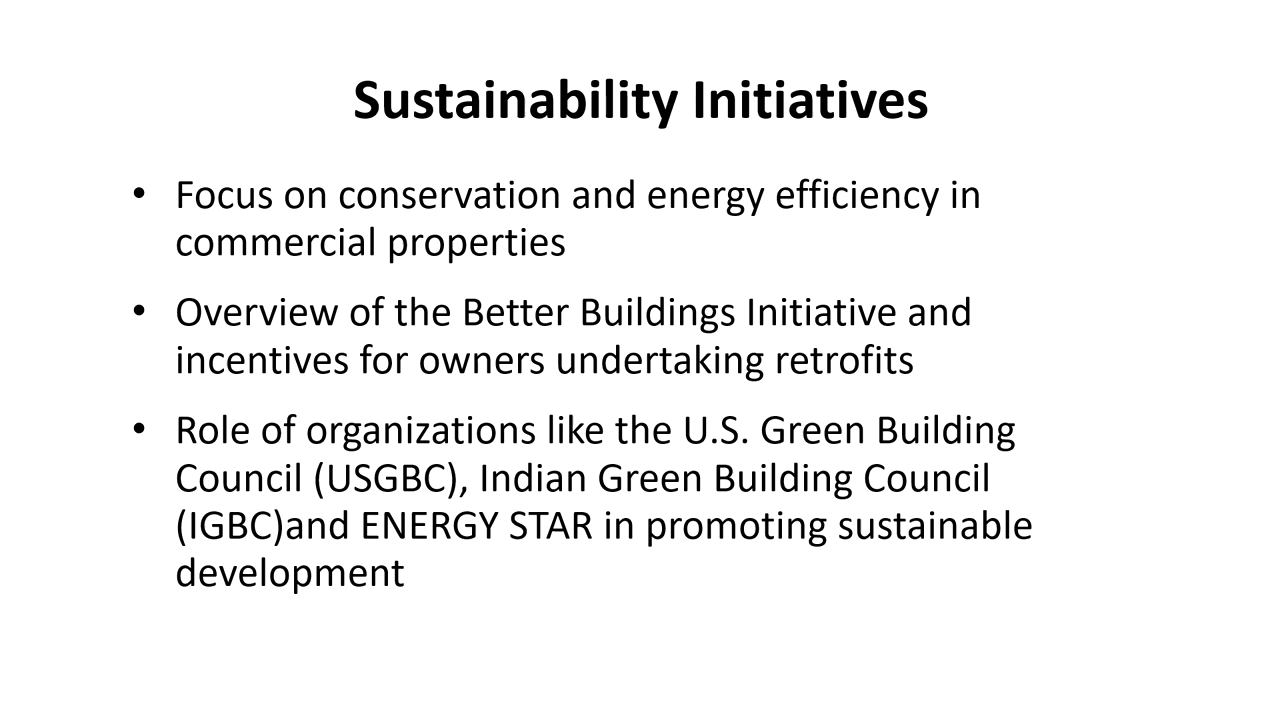 Sustainability Initiatives
• Focus on conservation and energy efficiency in
commercial properties
• Overview of the Better Buildings Initiative and
incentives for owners undertaking retrofits
• Role of organizations like the U.S. Green Building
Council (USGBC), Indian Green Building Council
(IGBC)and ENERGY STAR in promoting sustainable
development